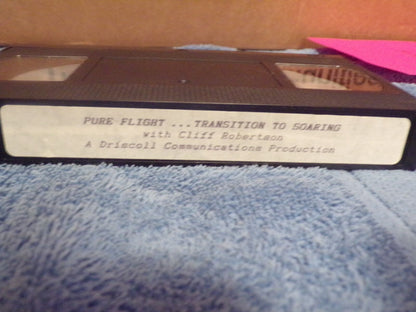 PURE FLIGHT ...TRANSITION TO SOARING
with Cliff Robertson
A Driscoll Communications Production